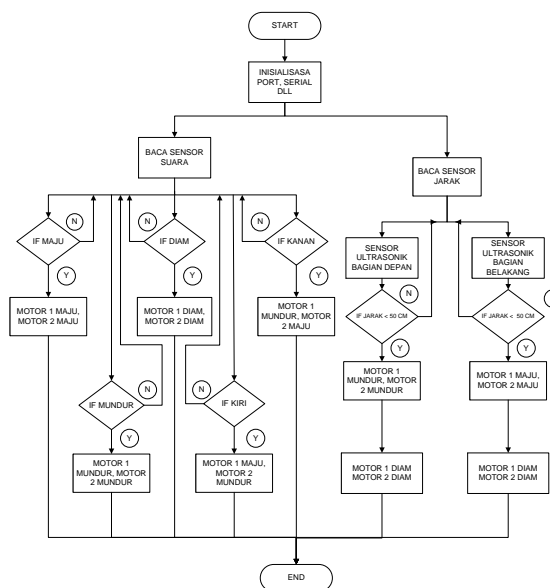 START
INISIALISASA
PORT, SERIAL
DLL
BACA SENSOR
SUARA
BACA SENSOR
JARAK
N
IF MAJU
Y
N
IF DIAM
Y
N
IF KANAN
Y
SENSOR
ULTRASONIK
BAGIAN DEPAN
SENSOR
ULTRASONIK
BAGIAN
BELAKANG
MOTOR 1 MAJU,
MOTOR 2 MAJU
MOTOR 1 DIAM,
MOTOR 2 DIAM
MOTOR 1
MUNDUR, MOTOR
2 MAJU
N
IF JARAK < 50 CM
Y
IF JARAK < 50 CM
Y
IF MUNDUR
N
Y
IF KIRI
N
Y
MOTOR 1
MUNDUR, MOTOR
2 MUNDUR
MOTOR 1 MAJU,
MOTOR 2 MAJU
MOTOR 1
MUNDUR, MOTOR
2 MUNDUR
MOTOR 1 MAJU,
MOTOR 2
MUNDUR
MOTOR 1 DIAM
MOTOR 2 DIAM
MOTOR 1 DIAM
MOTOR 2 DIAM
END